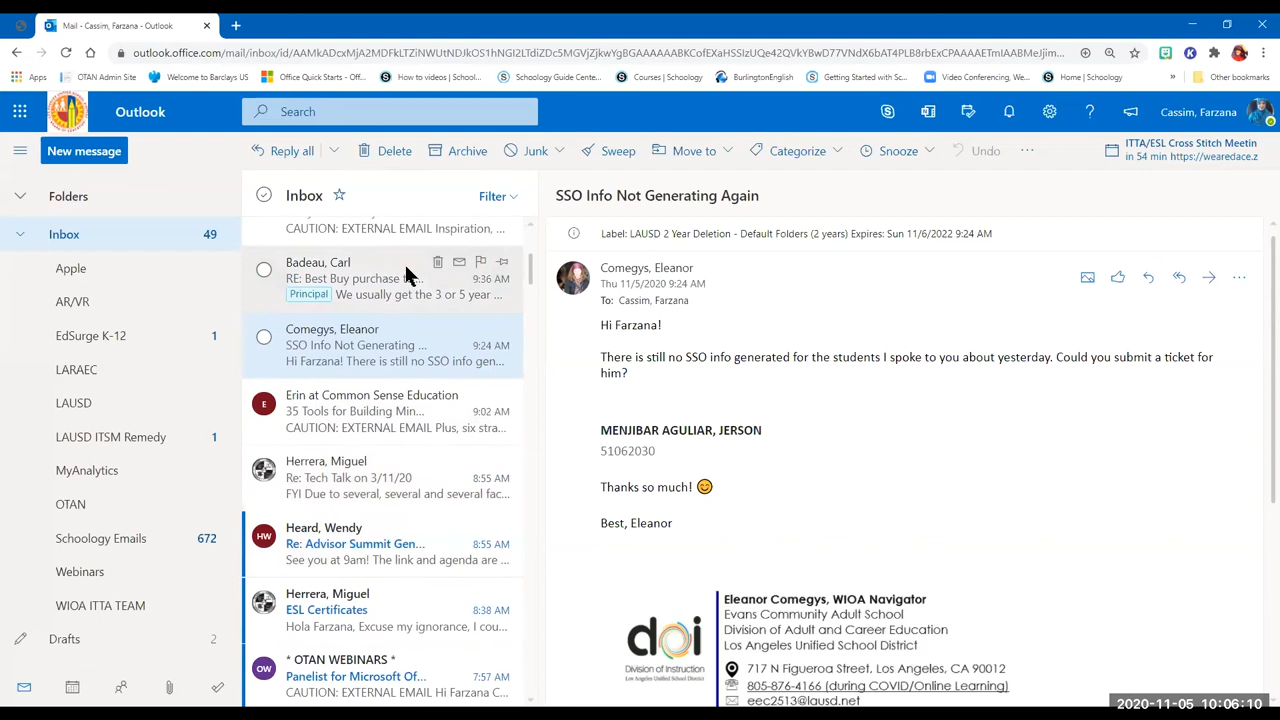 Mail - Cassim, Farzana - Outlook
outlook.office.com/mail/inbox/id/
Apps
OTAN Admin Site
Welcome to Barclays US
Office Quick Starts - Off...
How to videos | School...
Schoology Guide Cente...
Courses | Schoology
BurlingtonEnglish
Getting Started with Sc...
Video Conferencing, We...
Home | Schoology
Other bookmarks
Outlook
Search
Cassim, Farzana
New message
Reply all
Delete
Archive
Junk
Sweep
Move to
Categorize
Snooze
Undo
ITTA/ESL Cross Stitch Meetin
in 54 min https://wearedace.z
Folders
Inbox 49
Apple
AR/VR
EdSurge K-12 1
LARAEC
LAUSD
LAUSD ITSM Remedy 1
MyAnalytics
OTAN
Schoology Emails 672
Webinars
WIOA ITTA TEAM
Drafts 2
Inbox
Filter
CAUTION: EXTERNAL EMAIL Inspiration, ...
Badeau, Carl
RE: Best Buy purchase 9:36 AM
Principal We usually get the 3 or 5 year ...
Comegys, Eleanor
SSO Info Not Generating ... 9:24 AM
Hi Farzana! There is still no SSO info gen...
E
Erin at Common Sense Education
35 Tools for Building Min... 9:02 AM
CAUTION: EXTERNAL EMAIL Plus, six stra...
Herrera, Miguel
Re: Tech Talk on 3/11/20 8:55 AM
FYI Due to several, several and several fac...
HW
Heard, Wendy
Re: Advisor Summit Gen... 8:55 AM
See you at 9am! The link and agenda are ...
Herrera, Miguel
ESL Certificates 8:38 AM
Hola Farzana, Excuse my ignorance, I cou...
OW
* OTAN WEBINARS *
Panelist for Microsoft Of... 7:57 AM
CAUTION: EXTERNAL EMAIL Hi Farzana C
SSO Info Not Generating Again
Label: LAUSD 2 Year Deletion - Default Folders (2 years) Expires: Sun 11/6/2022 9:24 AM
Comegys, Eleanor
Thu 11/5/2020 9:24 AM
To: Cassim, Farzana
Hi Farzana!
There is still no SSO info generated for the students I spoke to you about yesterday. Could you submit a ticket for
him?
MENJIBAR AGULIAR, JERSON
51062030
Thanks so much! 😊
Best, Eleanor
doi
Division of Instruction
Los Angeles Unified School District
Eleanor Comegys, WIOA Navigator
Evans Community Adult School
Division of Adult and Career Education
Los Angeles Unified School District
717 N Figueroa Street, Los Angeles, CA 90012
805-876-4166 (during COVID/Online Learning)
eec2513@lausd.net
2020-11-05 10:06:10